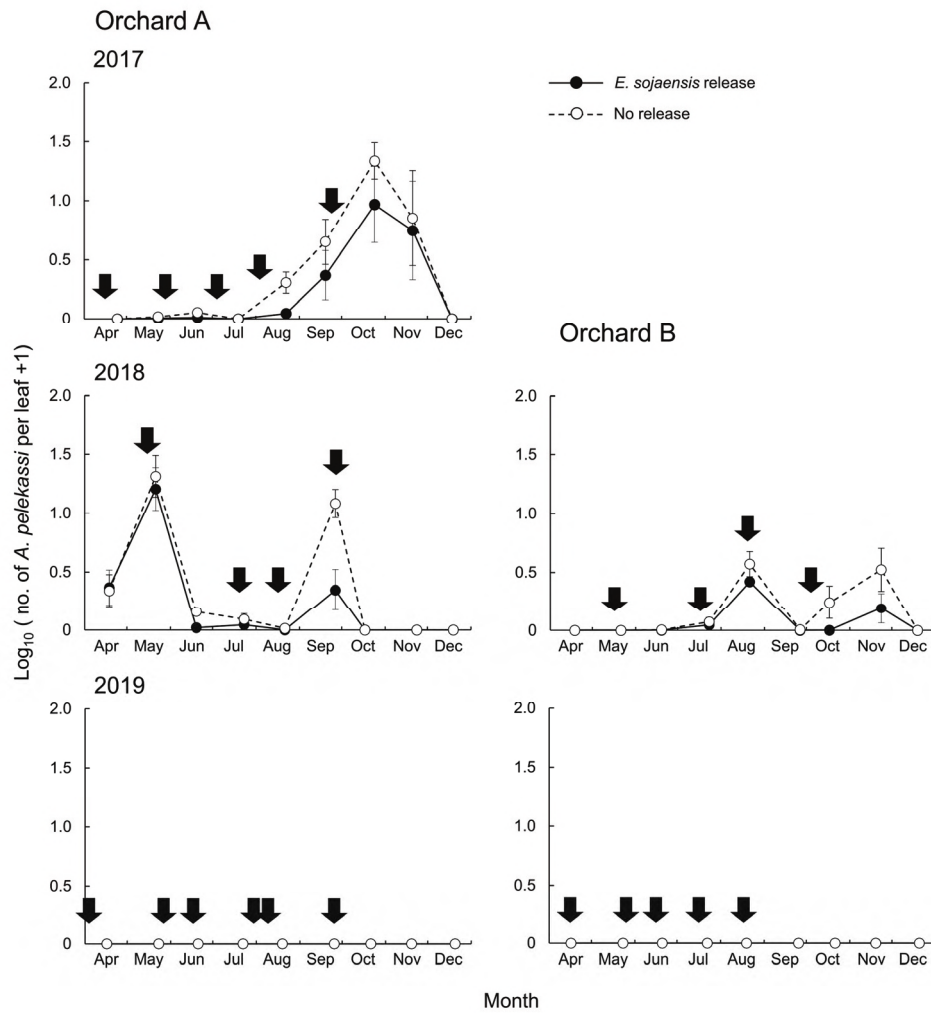 Orchard A
2017
2.0
1.5
1.0
0.5
0
Apr May Jun Jul Aug Sep Oct Nov Dec
E. sojaensis release
No release
Log10 ( no. of A. pelekassi per leaf +1)
2018
2.0
1.5
1.0
0.5
0
Apr May Jun Jul Aug Sep Oct Nov Dec
Orchard B
2.0
1.5
1.0
0.5
0
Apr May Jun Jul Aug Sep Oct Nov Dec
2019
2.0
1.5
1.0
0.5
0
Apr May Jun Jul Aug Sep Oct Nov Dec
2.0
1.5
1.0
0.5
0
Apr May Jun Jul Aug Sep Oct Nov Dec
Month